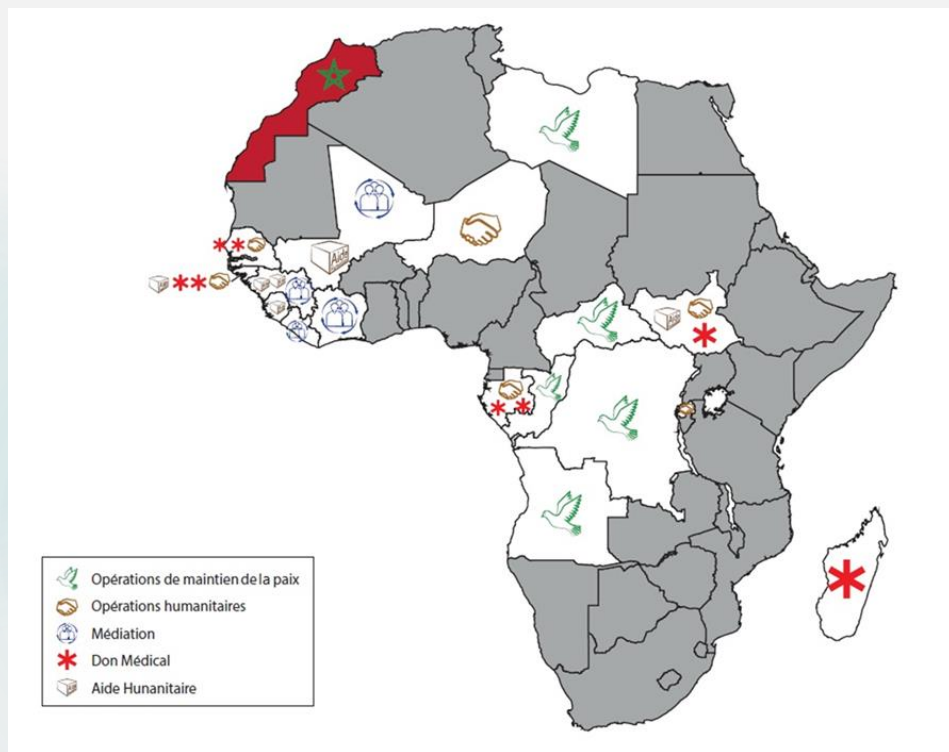 Aide
Opérations de maintien de la paix
Opérations humanitaires
Médiation
Don Médical
Aide Hunanitaire